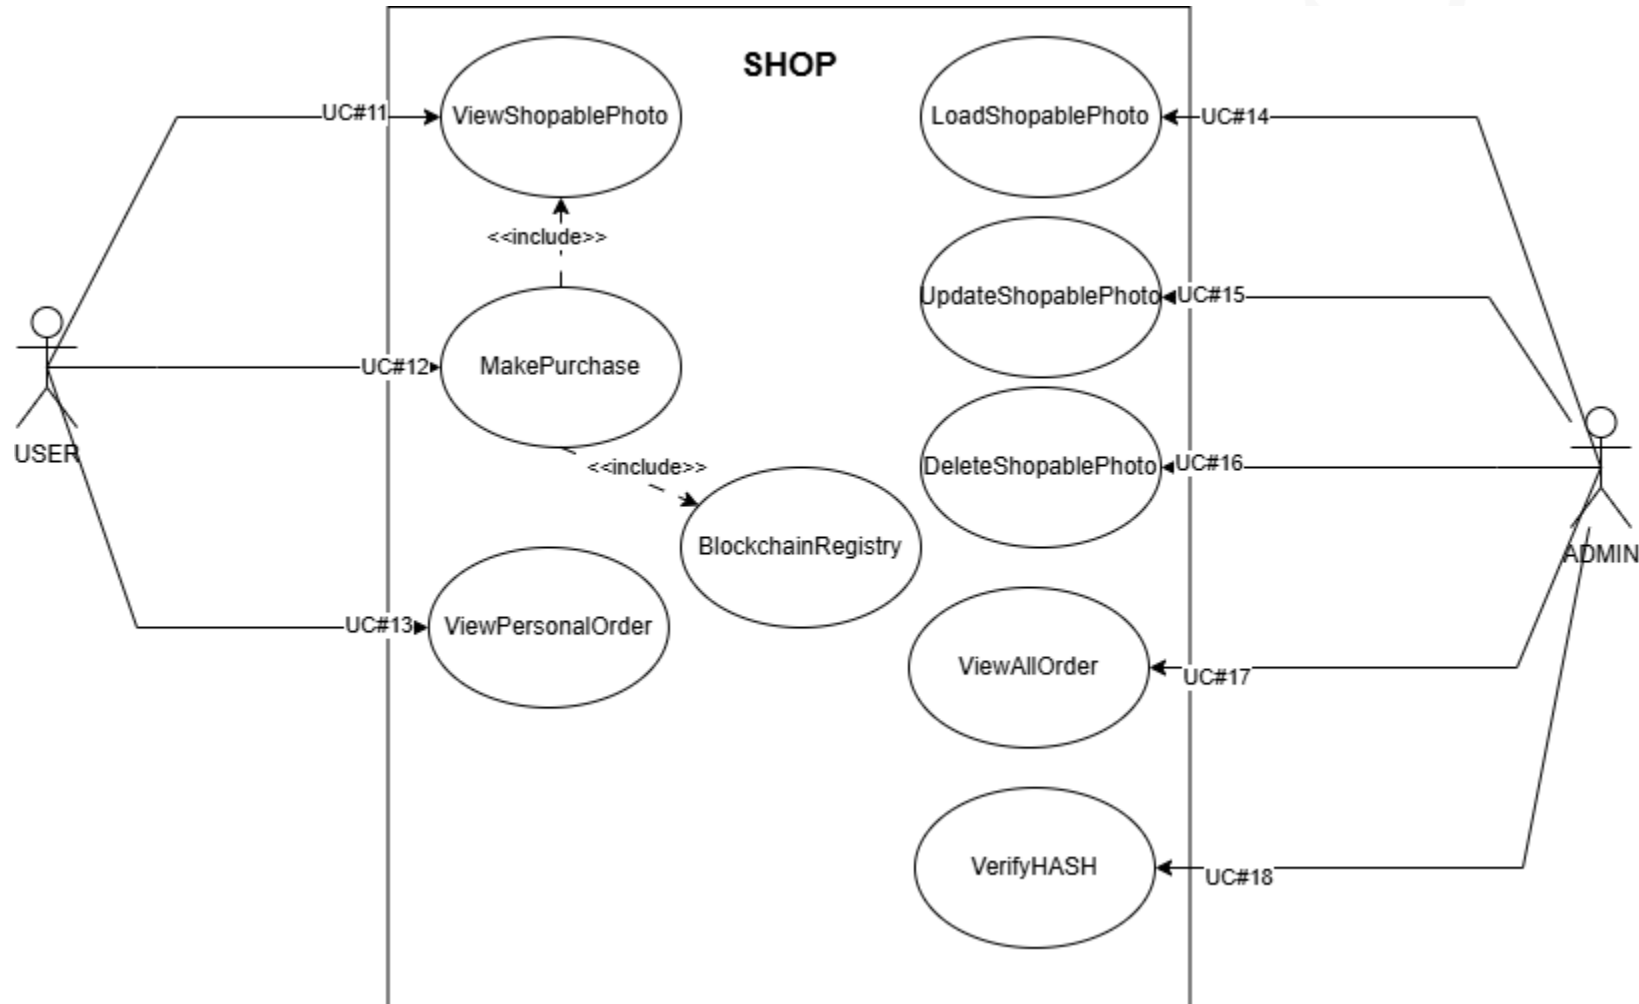 SHOP
UC#11
ViewShopablePhoto
LoadShopablePhoto
UC#14
<<include>>
UpdateShopablePhoto
UC#15
UC#12
MakePurchase
USER
<<include>>
DeleteShopablePhoto
UC#16
BlockchainRegistry
ADMIN
UC#13
ViewPersonalOrder
ViewAllOrder
UC#17
VerifyHASH
UC#18